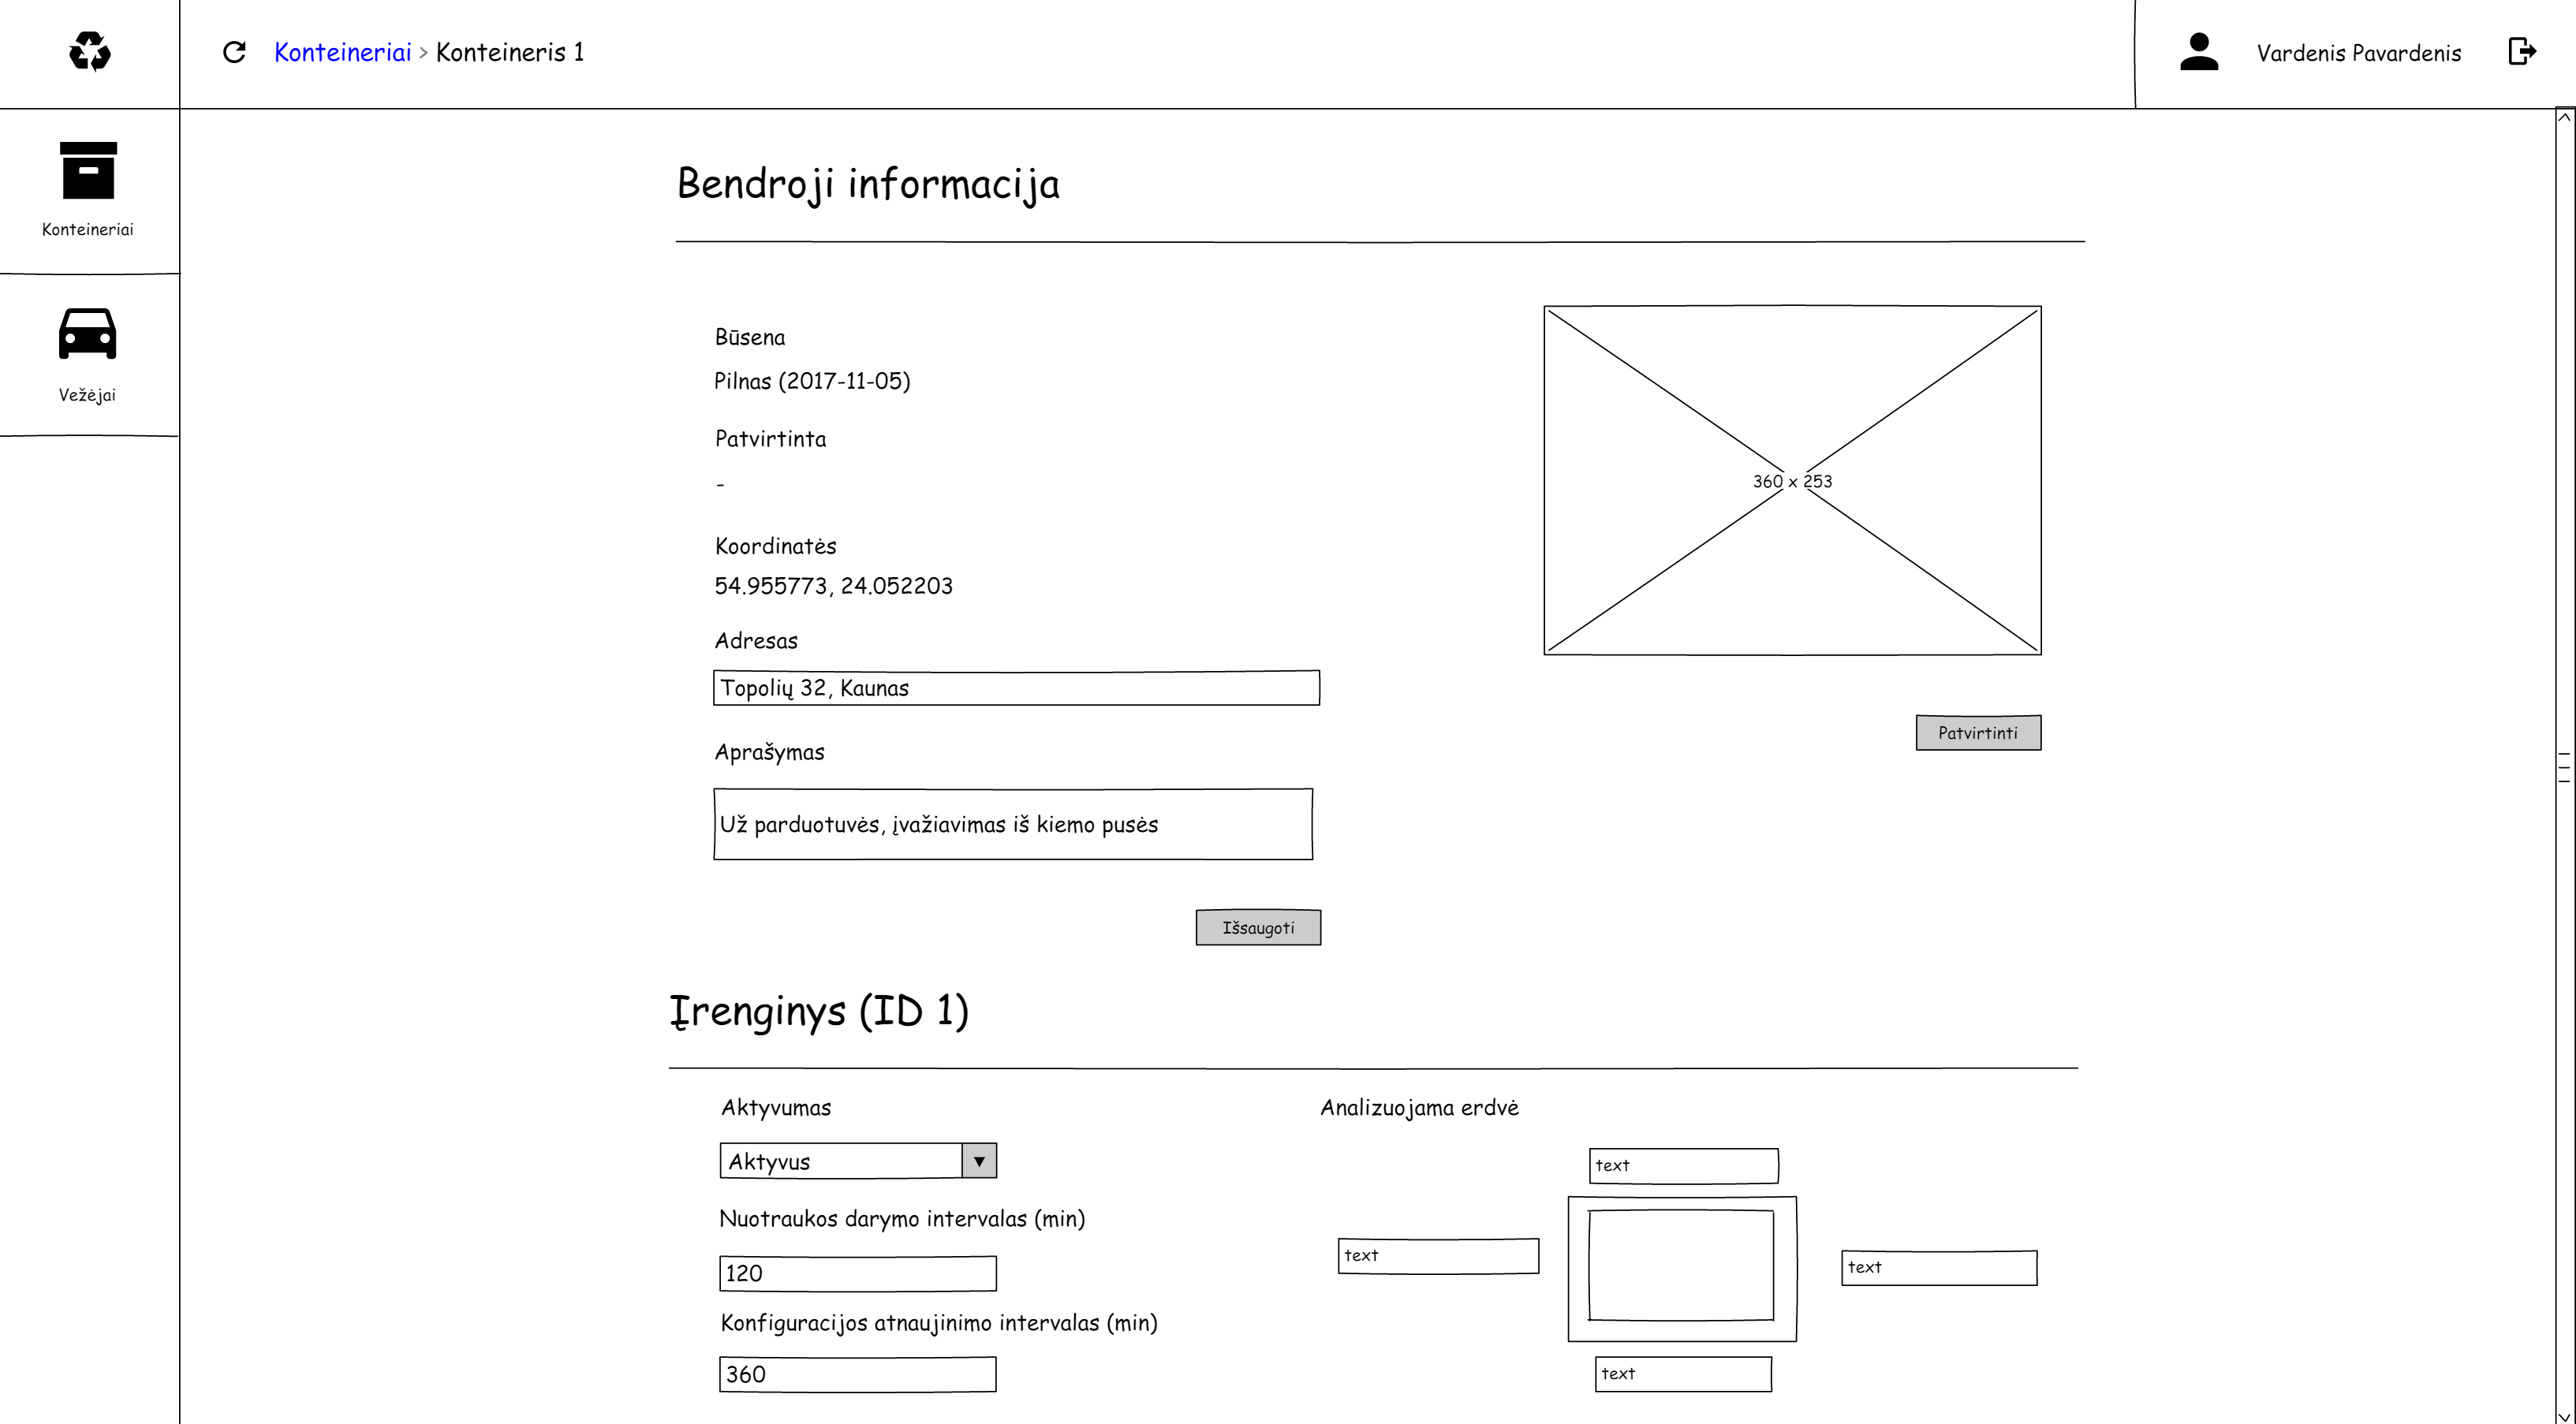 Konteineriai > Konteineris 1
Vardenis Pavardenis
Konteineriai
Vežėjai
Bendroji informacija
Būsena
Pilnas (2017-11-05)
Patvirtinta
-
Koordinatės
54.955773, 24.052203
Adresas
Topolių 32, Kaunas
Aprašymas
Už parduotuvės, įvažiavimas iš kiemo pusės
Išsaugoti
360 x 253
Patvirtinti
Įrenginys (ID 1)
Aktyvumas
Aktyvus
Nuotraukos darymo intervalas (min)
120
Konfiguracijos atnaujinimo intervalas (min)
360
Analizuojama erdvė
text
text
text
text